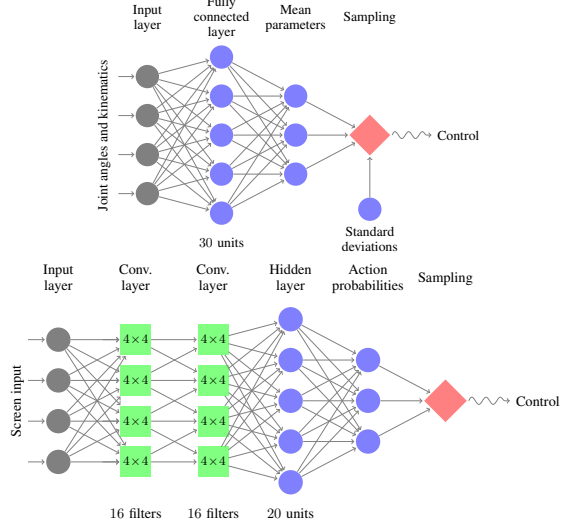 Input
layer
Fully
connected
layer
Mean
parameters
Sampling
Joint angles and kinematics
Control
Standard
deviations
30 units
Input
layer
Conv.
layer
Conv.
layer
Hidden
layer
Action
probabilities
Sampling
Screen input
4×4 4×4
4×4 4×4
4×4 4×4
4×4 4×4
Control
16 filters 16 filters 20 units